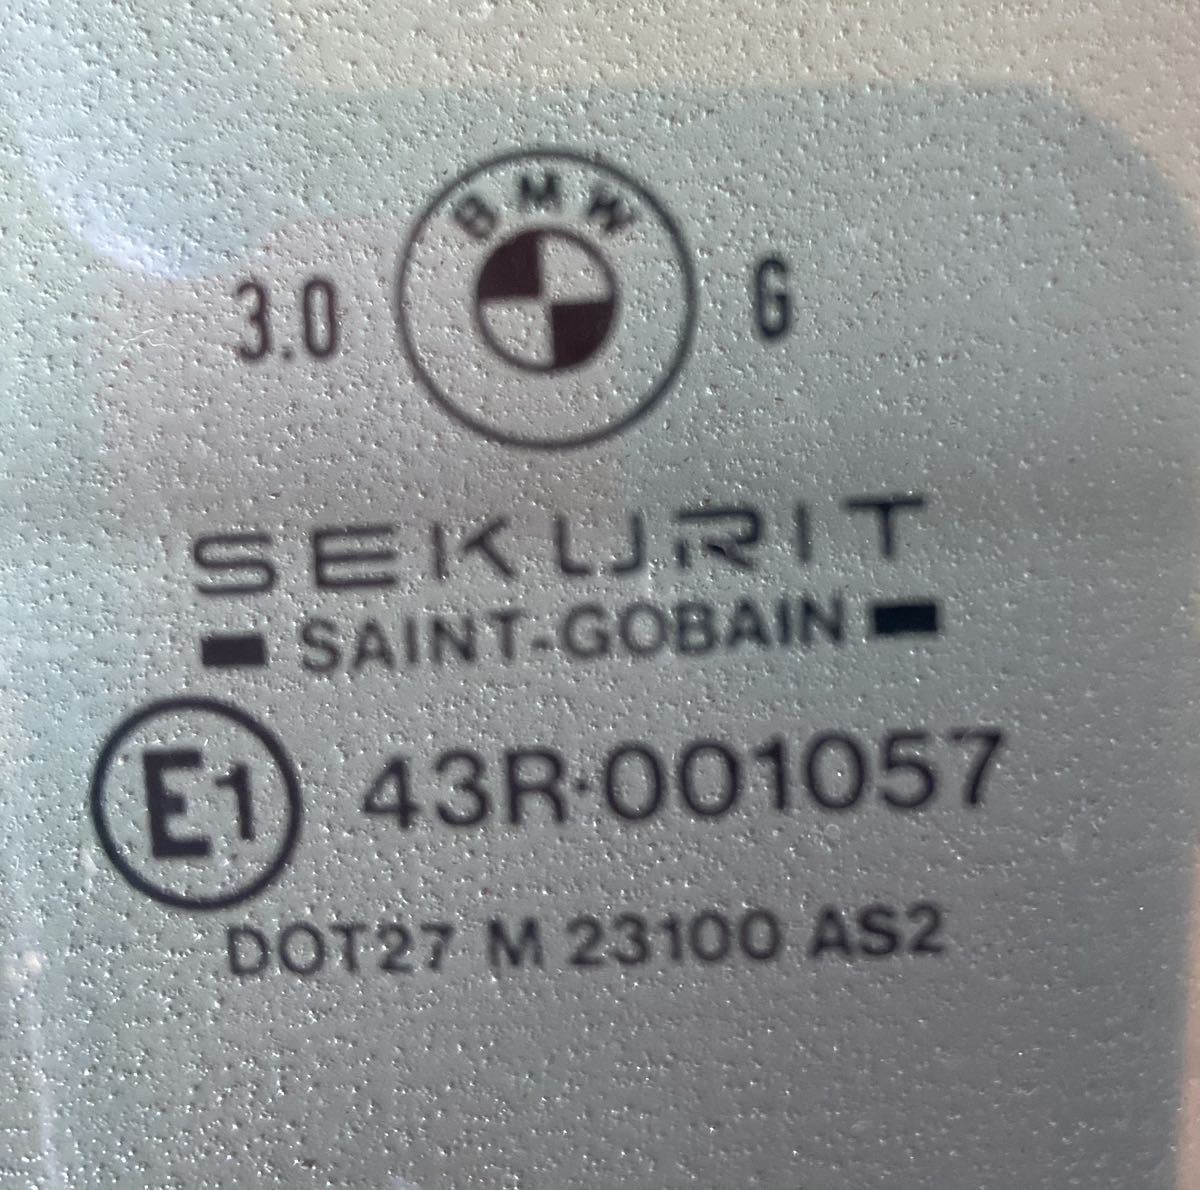 BMW
3.0 G
SEKURIT
SAINT-GOBAIN
E1 43R·001057
DOT27 M 23100 AS2